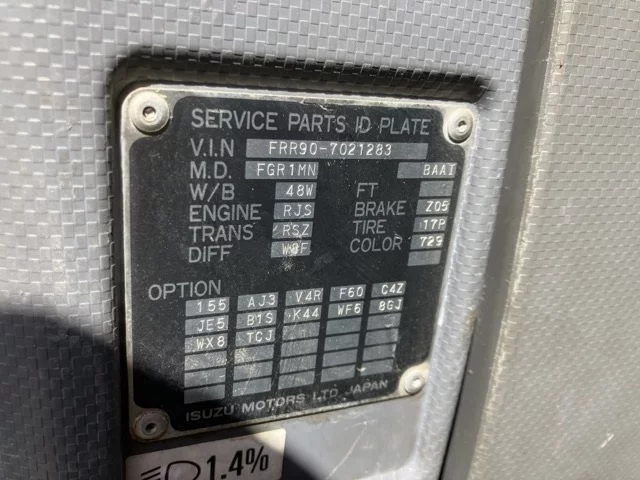 SERVICE PARTS ID PLATE
V.I.N FRR90-7021283
M.D. FGR1MN BAAI
W/B 48W FT
ENGINE RJS BRAKE Z05
TRANS RSZ TIRE 17P
DIFF W8F COLOR 729
OPTION
155 AJ3 V4R F60 C4Z
JE5 B1S K44 WF6 8GJ
WX8 TCJ
ISUZU MOTORS LTD. JAPAN
1.4%